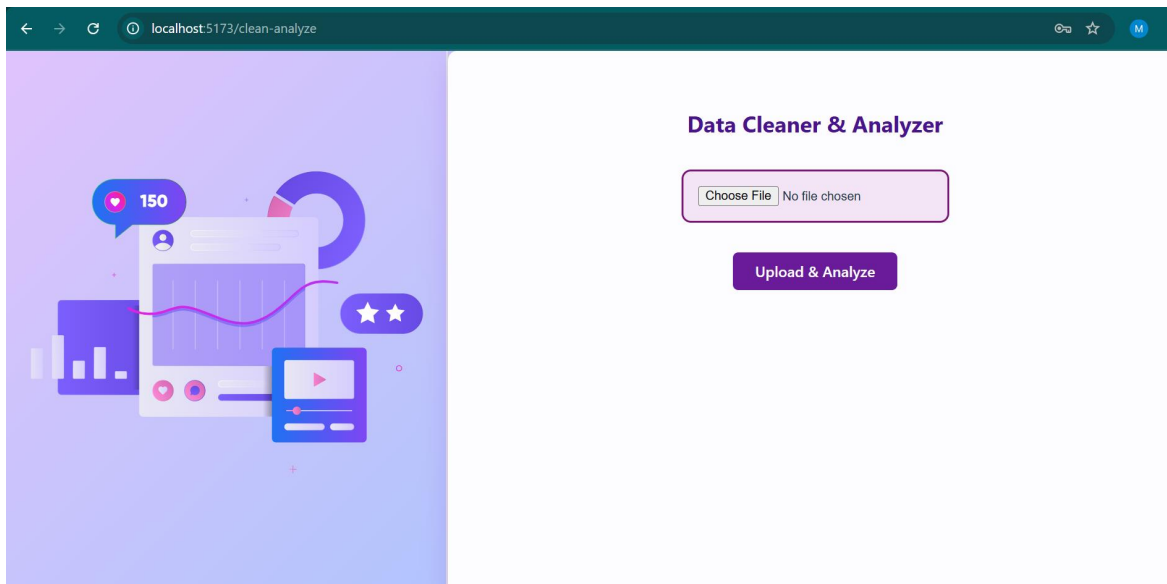 localhost:5173/clean-analyze
M
150
Data Cleaner & Analyzer
Choose File No file chosen
Upload & Analyze